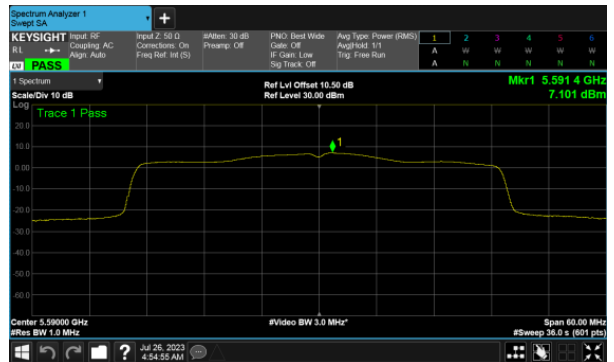 Spectrum Analyzer 1
Swept SA
KEYSIGHT
R L
LXI
PASS
Input: RF
Coupling: AC
Align: Auto
Input Z: 50 Ω
Corrections: On
Freq Ref: Int (S)
#Atten: 30 dB
Preamp: Off
PNO: Best Wide
Gate: Off
IF Gain: Low
Sig Track: Off
Avg Type: Power (RMS)
Avg|Hold: 1/1
Trig: Free Run
1 2 3 4 5 6
A W W W W W
A N N N N N
1 Spectrum
Scale/Div 10 dB
Ref Lvl Offset 10.50 dB
Ref Level 30.00 dBm
Mkr1 5.591 4 GHz
7.101 dBm
Log
Trace 1 Pass
1
20.0
10.0
0.00
-10.0
-20.0
-30.0
-40.0
-50.0
-60.0
Center 5.59000 GHz
#Res BW 1.0 MHz
#Video BW 3.0 MHz*
Span 60.00 MHz
#Sweep 36.0 s (601 pts)
?
Jul 26, 2023
4:54:55 AM